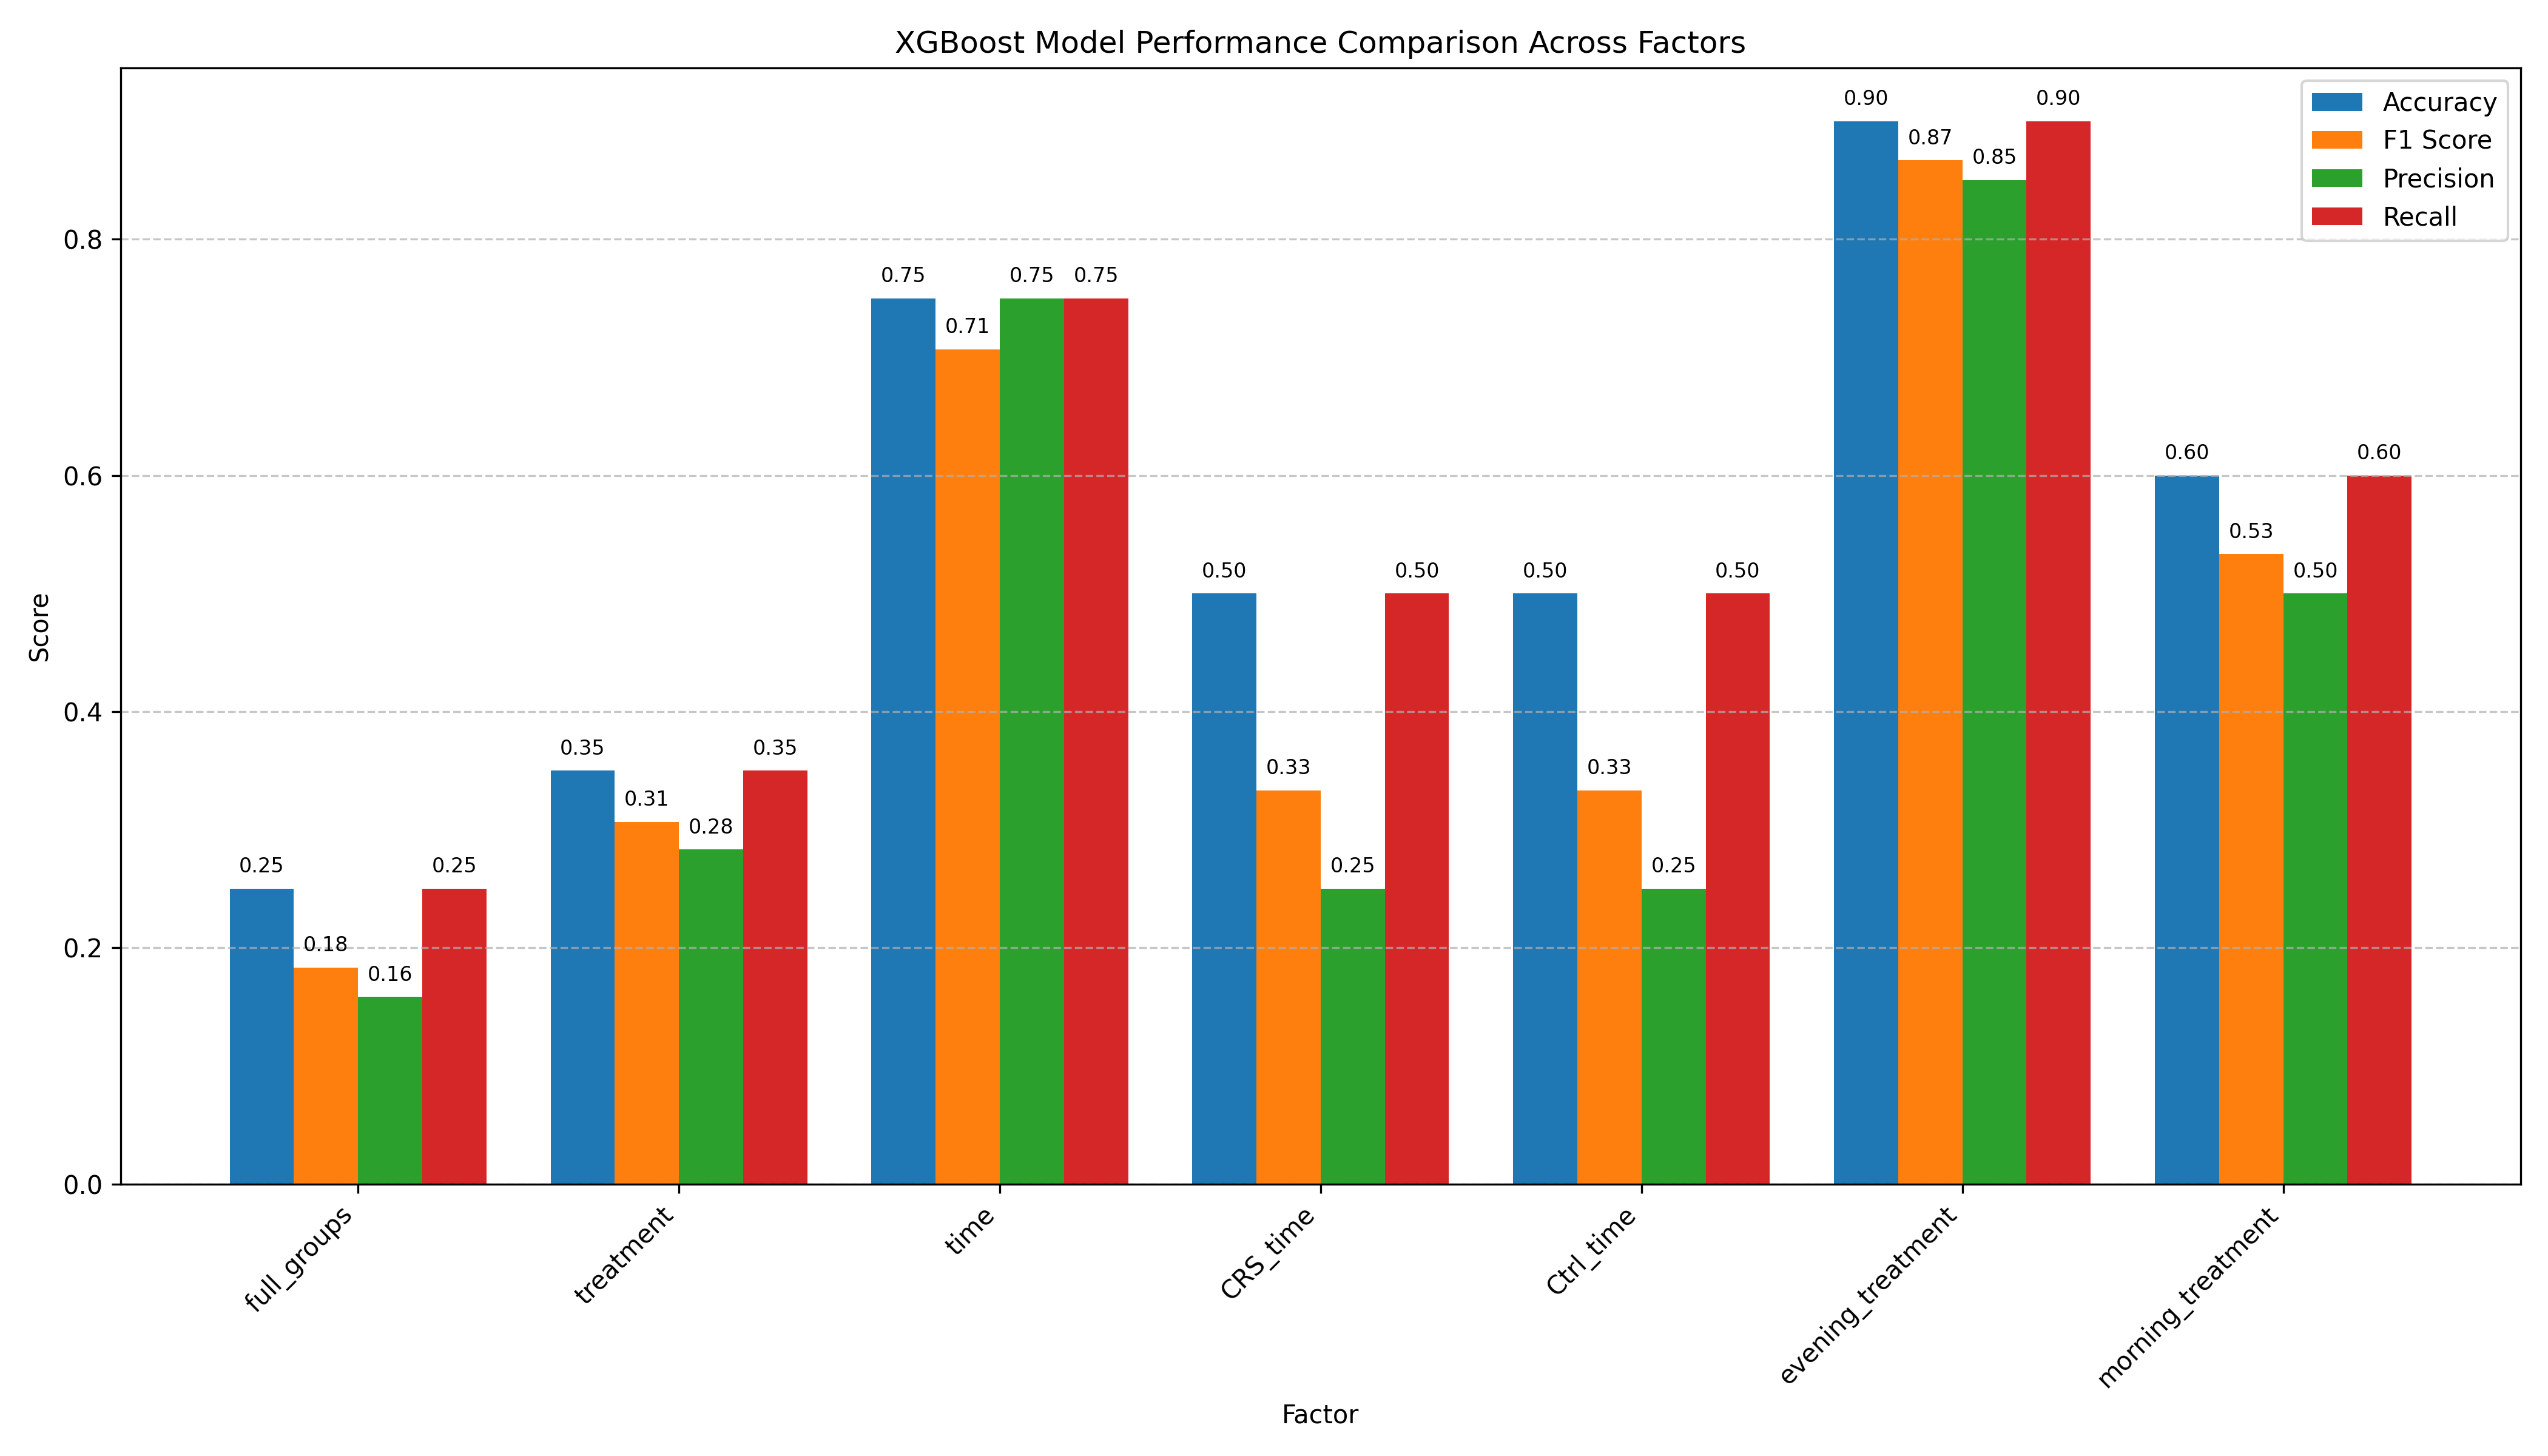 XGBoost Model Performance Comparison Across Factors
Accuracy
F1 Score
Precision
Recall
Score
0.8
0.6
0.4
0.2
0.0
0.25
0.18
0.16
0.25
0.35
0.31
0.28
0.35
0.75
0.71
0.75
0.75
0.50
0.33
0.25
0.50
0.50
0.33
0.25
0.50
0.90
0.87
0.85
0.90
0.60
0.53
0.50
0.60
full_groups
treatment
time
CRS_time
Ctrl_time
evening_treatment
morning_treatment
Factor